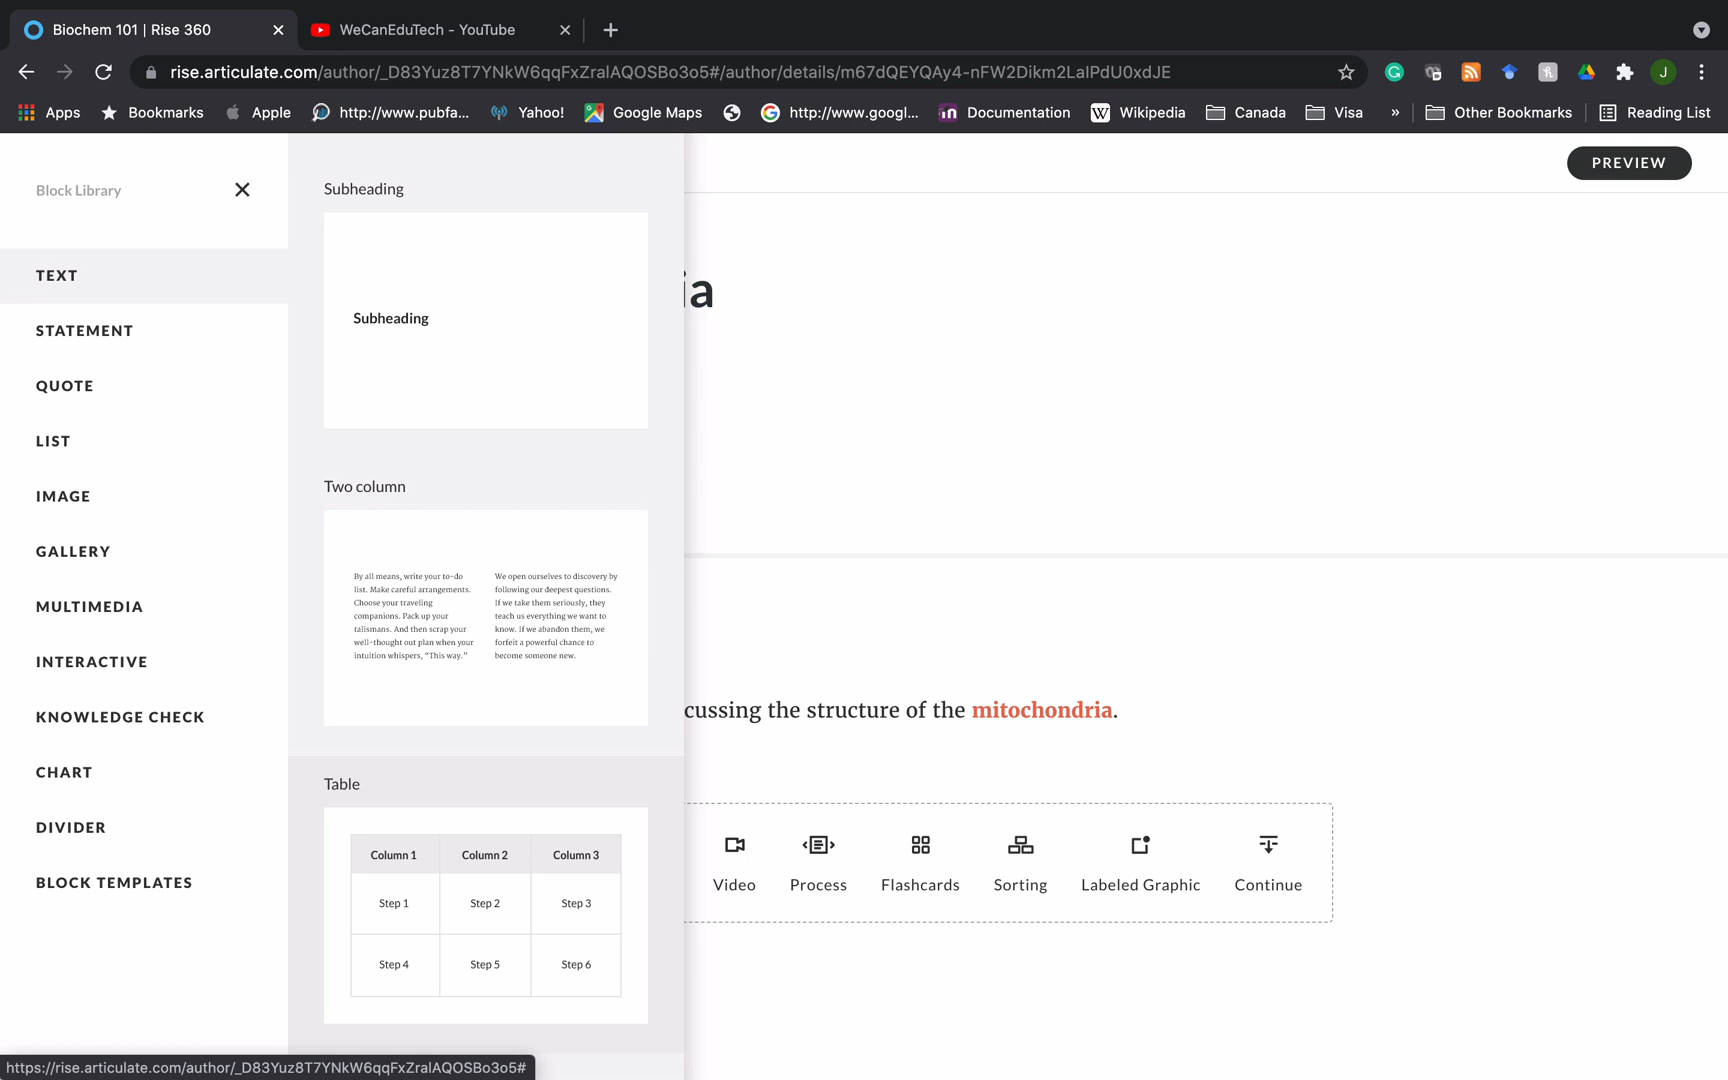 Biochem 101 | Rise 360
WeCanEduTech - YouTube
rise.articulate.com/author/_D83Yuz8T7YNkW6qqFxZralAQOSBo3o5#/author/details/m67dQEYQAy4-nFW2Dikm2LaIPdU0xdJE
J
Apps
Bookmarks
Apple
http://www.pubfa...
Yahoo!
Google Maps
http://www.googl...
in
Documentation
W
Wikipedia
Canada
Visa
»
Other Bookmarks
Reading List
Block Library
PREVIEW
TEXT
STATEMENT
QUOTE
LIST
IMAGE
GALLERY
MULTIMEDIA
INTERACTIVE
KNOWLEDGE CHECK
CHART
DIVIDER
BLOCK TEMPLATES
Subheading
Subheading
Two column
By all means, write your to-do
list. Make careful arrangements.
Choose your traveling
companions. Pack up your
talismans. And then scrap your
well-thought out plan when your
intuition whispers, “This way.”
We open ourselves to discovery by
following our deepest questions.
If we take them seriously, they
teach us everything we want to
know. If we abandon them, we
forfeit a powerful chance to
become someone new.
Table
Column 1 Column 2 Column 3
Step 1 Step 2 Step 3
Step 4 Step 5 Step 6
ia
cussing the structure of the mitochondria.
Video
Process
Flashcards
Sorting
Labeled Graphic
Continue
https://rise.articulate.com/author/_D83Yuz8T7YNkW6qqFxZralAQOSBo3o5#